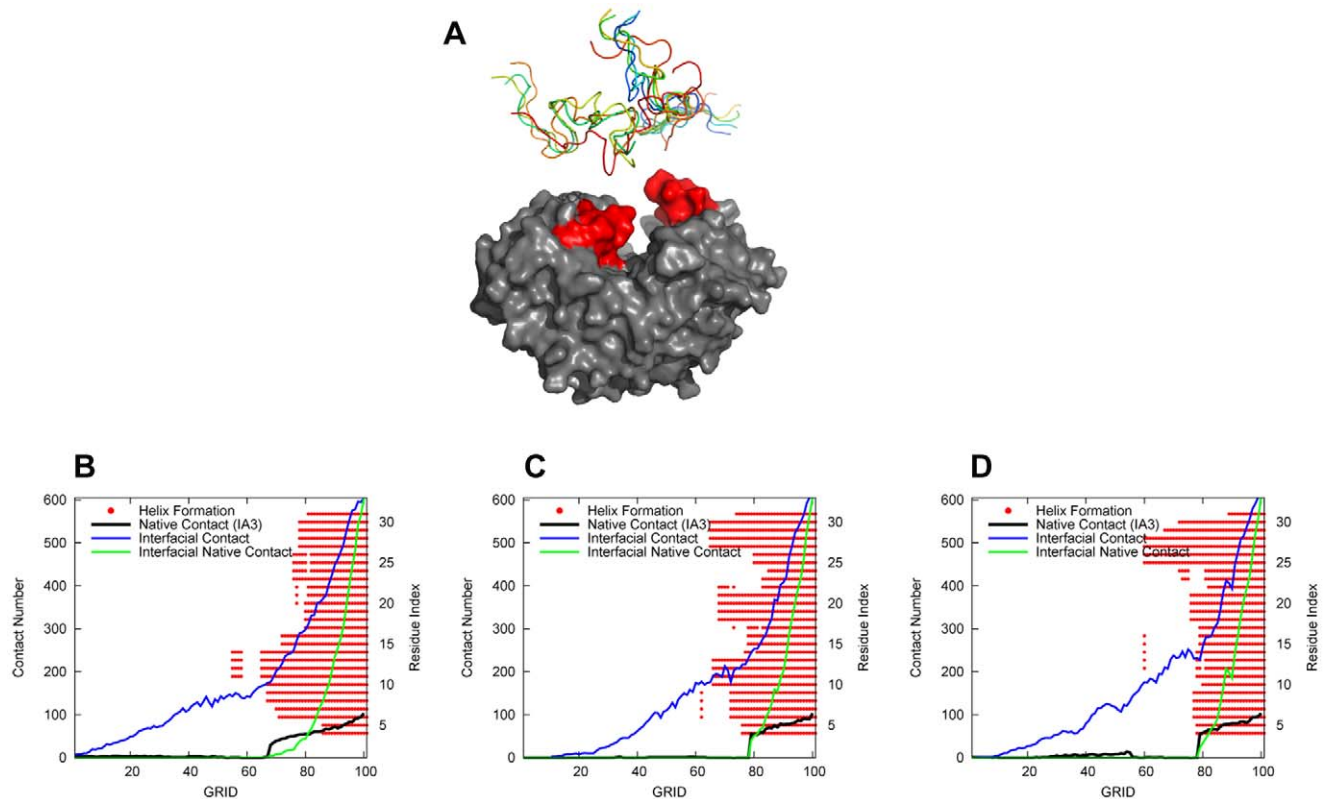 A
B
600
500
400
300
200
100
0
Contact Number
Helix Formation
Native Contact (IA3)
Interfacial Contact
Interfacial Native Contact
30
25
20
15
10
5
Residue Index
20
40
60
80
100
GRID
C
600
500
400
300
200
100
0
Contact Number
Helix Formation
Native Contact (IA3)
Interfacial Contact
Interfacial Native Contact
30
25
20
15
10
5
Residue Index
20
40
60
80
100
GRID
D
600
500
400
300
200
100
0
Contact Number
Helix Formation
Native Contact (IA3)
Interfacial Contact
Interfacial Native Contact
30
25
20
15
10
5
Residue Index
20
40
60
80
100
GRID